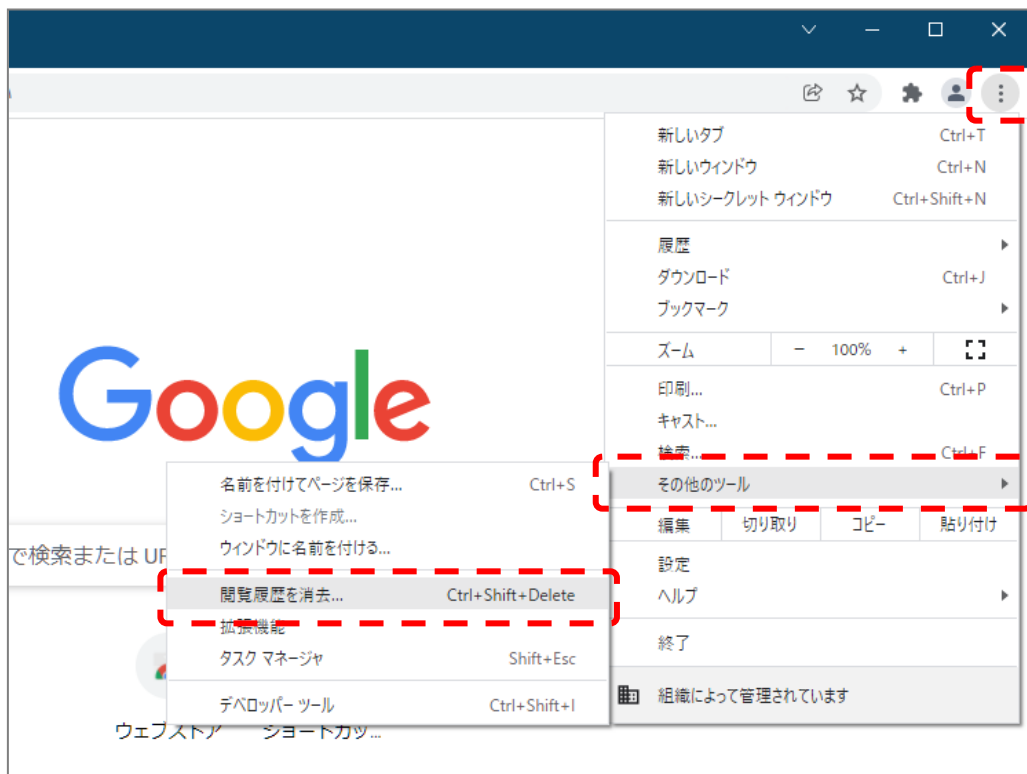 新しいタブ Ctrl+T
新しいウィンドウ Ctrl+N
新しいシークレット ウィンドウ Ctrl+Shift+N
履歴
ダウンロード Ctrl+J
ブックマーク
ズーム − 100% +
印刷... Ctrl+P
キャスト...
検索... Ctrl+F
その他のツール
編集 切り取り コピー 貼り付け
設定
ヘルプ
終了
組織によって管理されています
Google
名前を付けてページを保存... Ctrl+S
ショートカットを作成...
ウィンドウに名前を付ける...
閲覧履歴を消去... Ctrl+Shift+Delete
拡張機能
タスク マネージャ Shift+Esc
デベロッパー ツール Ctrl+Shift+I
で検索または
ウェブストア ショートカッ...